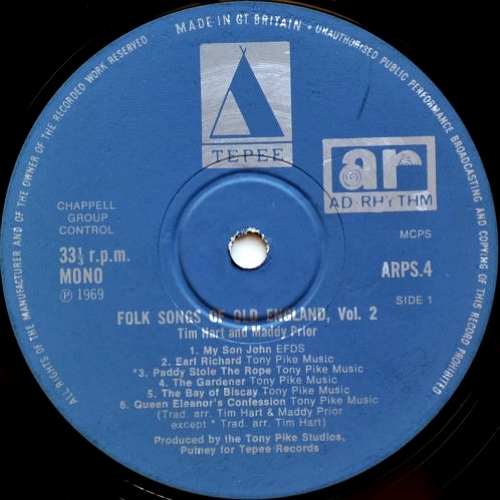 MADE IN GT BRITAIN • UNAUTHORISED PUBLIC PERFORMANCE BROADCASTING AND COPYING OF THIS RECORD PROHIBITED
ALL RIGHTS OF THE MANUFACTURER AND OF THE OWNER OF THE RECORDED WORK RESERVED
TEPEE
ar
AD-RHYTHM
CHAPPELL
GROUP
CONTROL
MCPS
33⅓ r.p.m.
MONO
ARPS.4
Ⓟ 1969
SIDE 1
FOLK SONGS OF OLD ENGLAND, Vol. 2
Tim Hart and Maddy Prior
1. My Son John EFDS
2. Earl Richard Tony Pike Music
*3. Paddy Stole The Rope Tony Pike Music
4. The Gardener Tony Pike Music
5. The Bay of Biscay Tony Pike Music
6. Queen Eleanor's Confession Tony Pike Music
(Trad. arr. Tim Hart & Maddy Prior
except * Trad. arr. Tim Hart)
Produced by the Tony Pike Studios,
Putney for Tepee Records